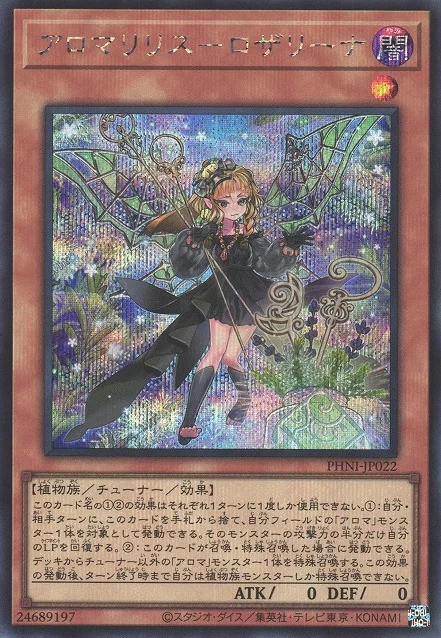 アロマリリス－ロザリーナ
闇
PHNI-JP022
【植物族／チューナー／効果】
このカード名の①②の効果はそれぞれ1ターンに1度しか使用できない。①：自分・
相手ターンに、このカードを手札から捨て、自分フィールドの「アロマ」モンス
ター1体を対象として発動できる。そのモンスターの攻撃力の半分だけ自分
のLPを回復する。②：このカードが召喚・特殊召喚した場合に発動できる。
デッキからチューナー以外の「アロマ」モンスター1体を特殊召喚する。この効果
の発動後、ターン終了時まで自分は植物族モンスターしか特殊召喚できない。
ATK/ 0 DEF/ 0
24689197
©スタジオ・ダイス／集英社・テレビ東京・KONAMI